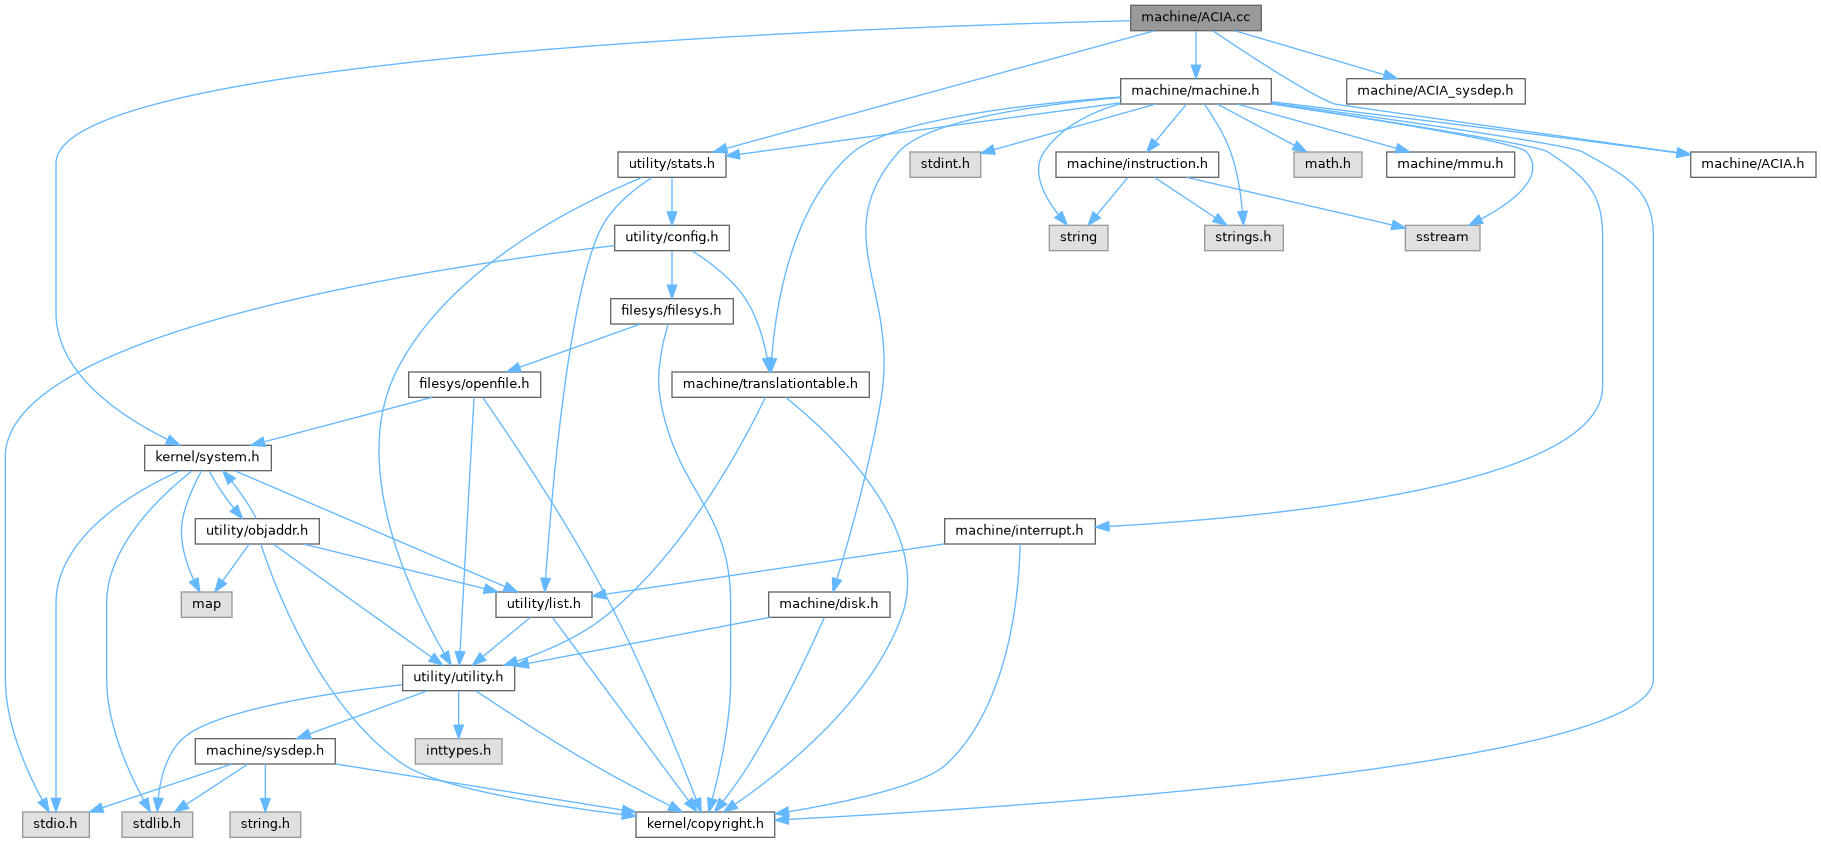 machine/ACIA.cc
machine/machine.h
machine/ACIA_sysdep.h
utility/stats.h
stdint.h
machine/instruction.h
math.h
machine/mmu.h
machine/ACIA.h
utility/config.h
string
strings.h
sstream
filesys/filesys.h
filesys/openfile.h
machine/translationtable.h
kernel/system.h
utility/objaddr.h
machine/interrupt.h
map
utility/list.h
machine/disk.h
utility/utility.h
machine/sysdep.h
inttypes.h
stdio.h
stdlib.h
string.h
kernel/copyright.h